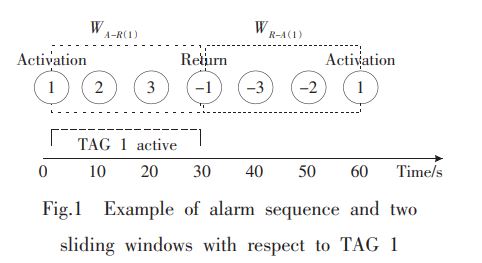 W A-R(1) W R-A(1)
Activation Return Activation
1 2 3 −1 −3 −2 1
TAG 1 active
0 10 20 30 40 50 60 Time/s
Fig.1 Example of alarm sequence and two
sliding windows with respect to TAG 1